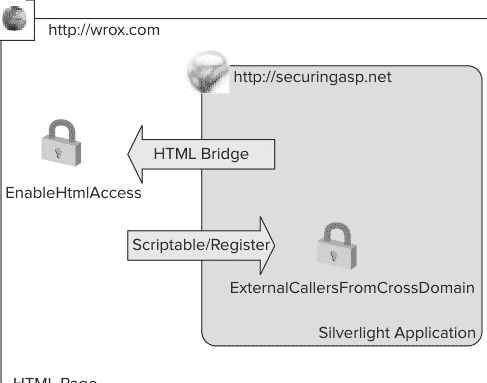 http://wrox.com
http://securingasp.net
HTML Bridge
EnableHtmlAccess
Scriptable/Register
ExternalCallersFromCrossDomain
Silverlight Application
HTML Page